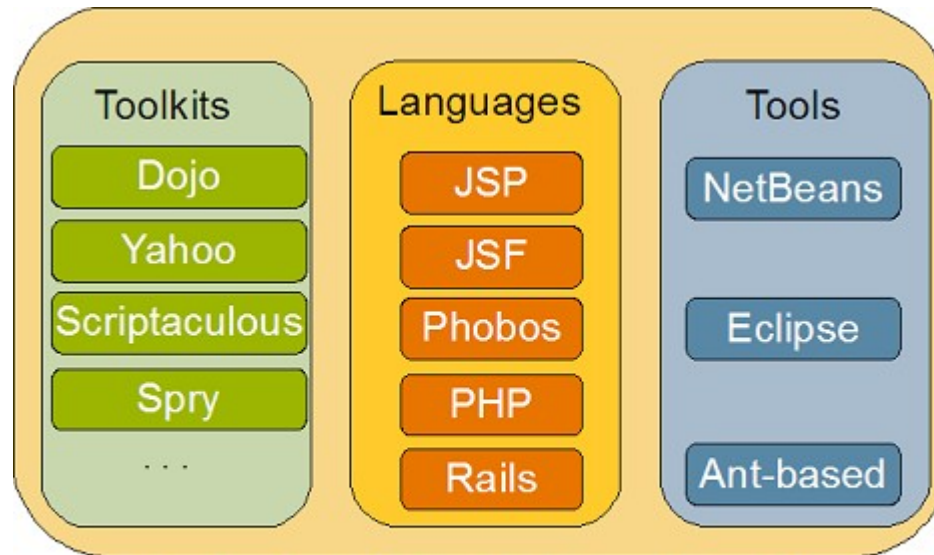 Toolkits
Dojo
Yahoo
Scriptaculous
Spry
. . .
Languages
JSP
JSF
Phobos
PHP
Rails
Tools
NetBeans
Eclipse
Ant-based